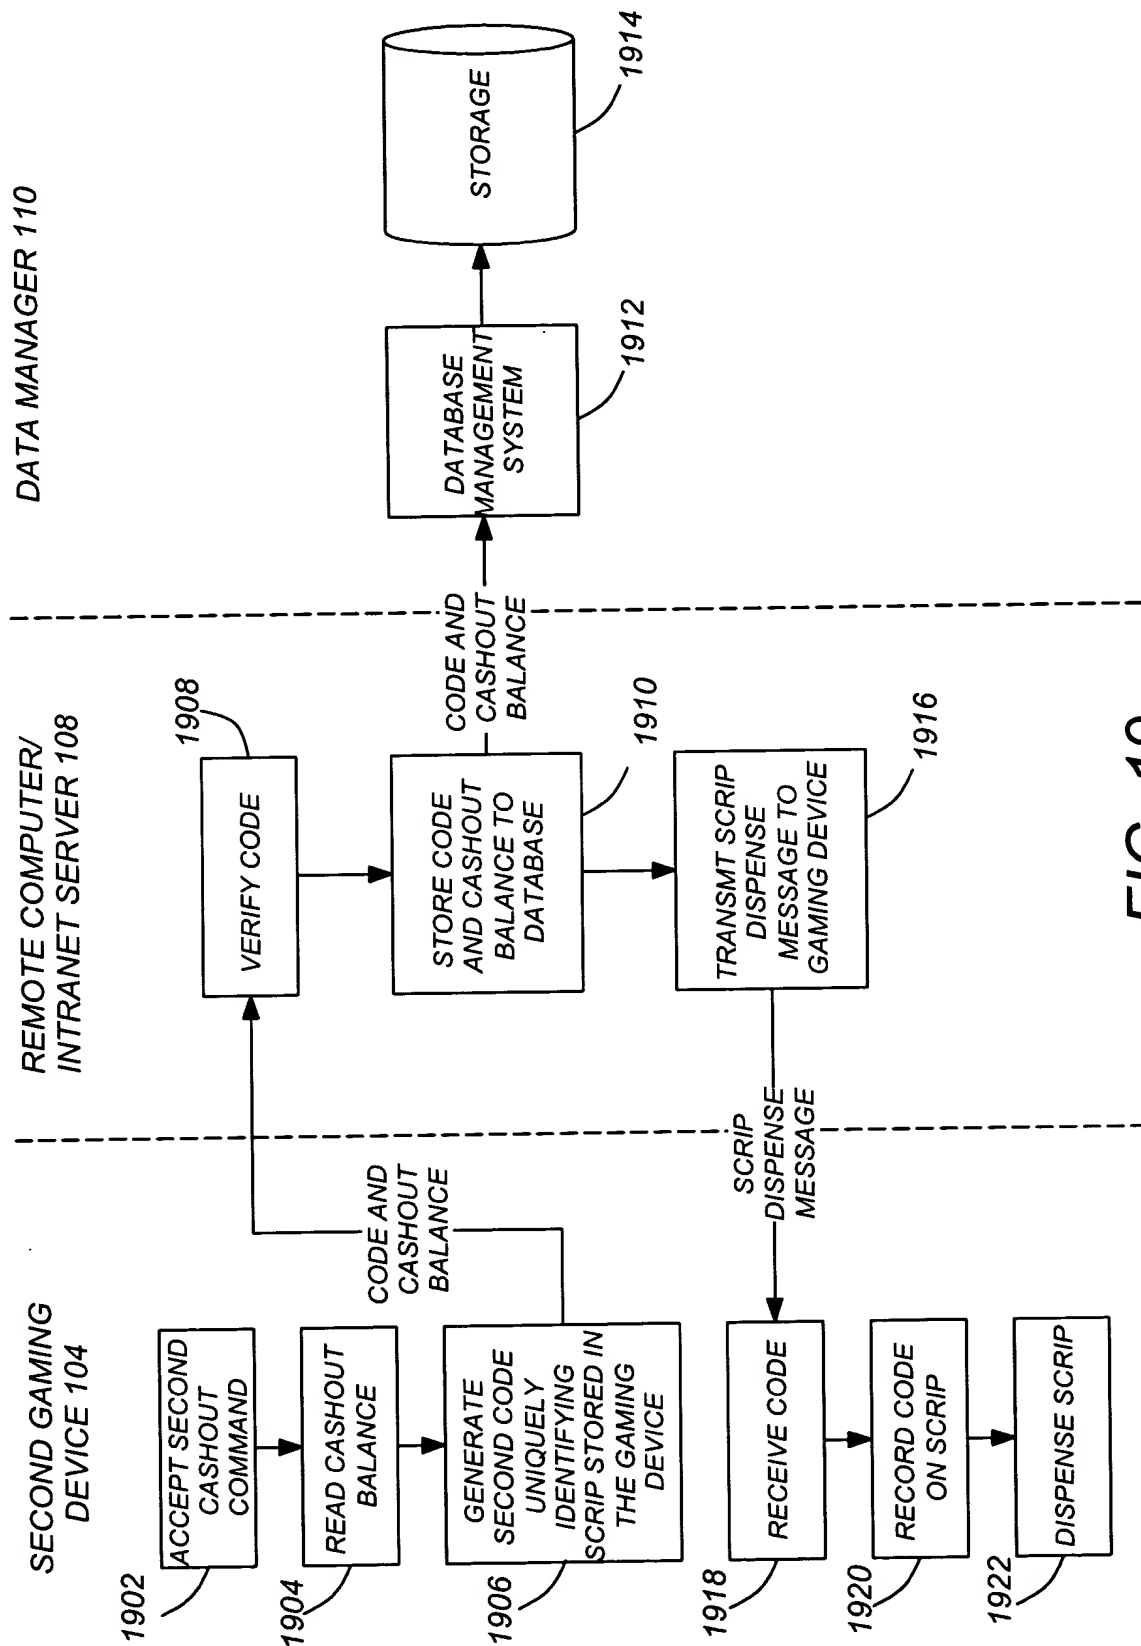 SECOND GAMING
DEVICE 104
REMOTE COMPUTER/
INTRANET SERVER 108
DATA MANAGER 110
1902
ACCEPT SECOND
CASHOUT
COMMAND
1904
READ CASHOUT
BALANCE
1906
GENERATE
SECOND CODE
UNIQUELY
IDENTIFYING
SCRIP STORED IN
THE GAMING
DEVICE
CODE AND
CASHOUT
BALANCE
1908
VERIFY CODE
STORE CODE
AND CASHOUT
BALANCE TO
DATABASE
1910
CODE AND
CASHOUT
BALANCE
DATABASE
MANAGEMENT
SYSTEM
1912
STORAGE
1914
TRANSMT SCRIP
DISPENSE
MESSAGE TO
GAMING DEVICE
1916
SCRIP
DISPENSE
MESSAGE
1918
RECEIVE CODE
1920
RECORD CODE
ON SCRIP
1922
DISPENSE SCRIP